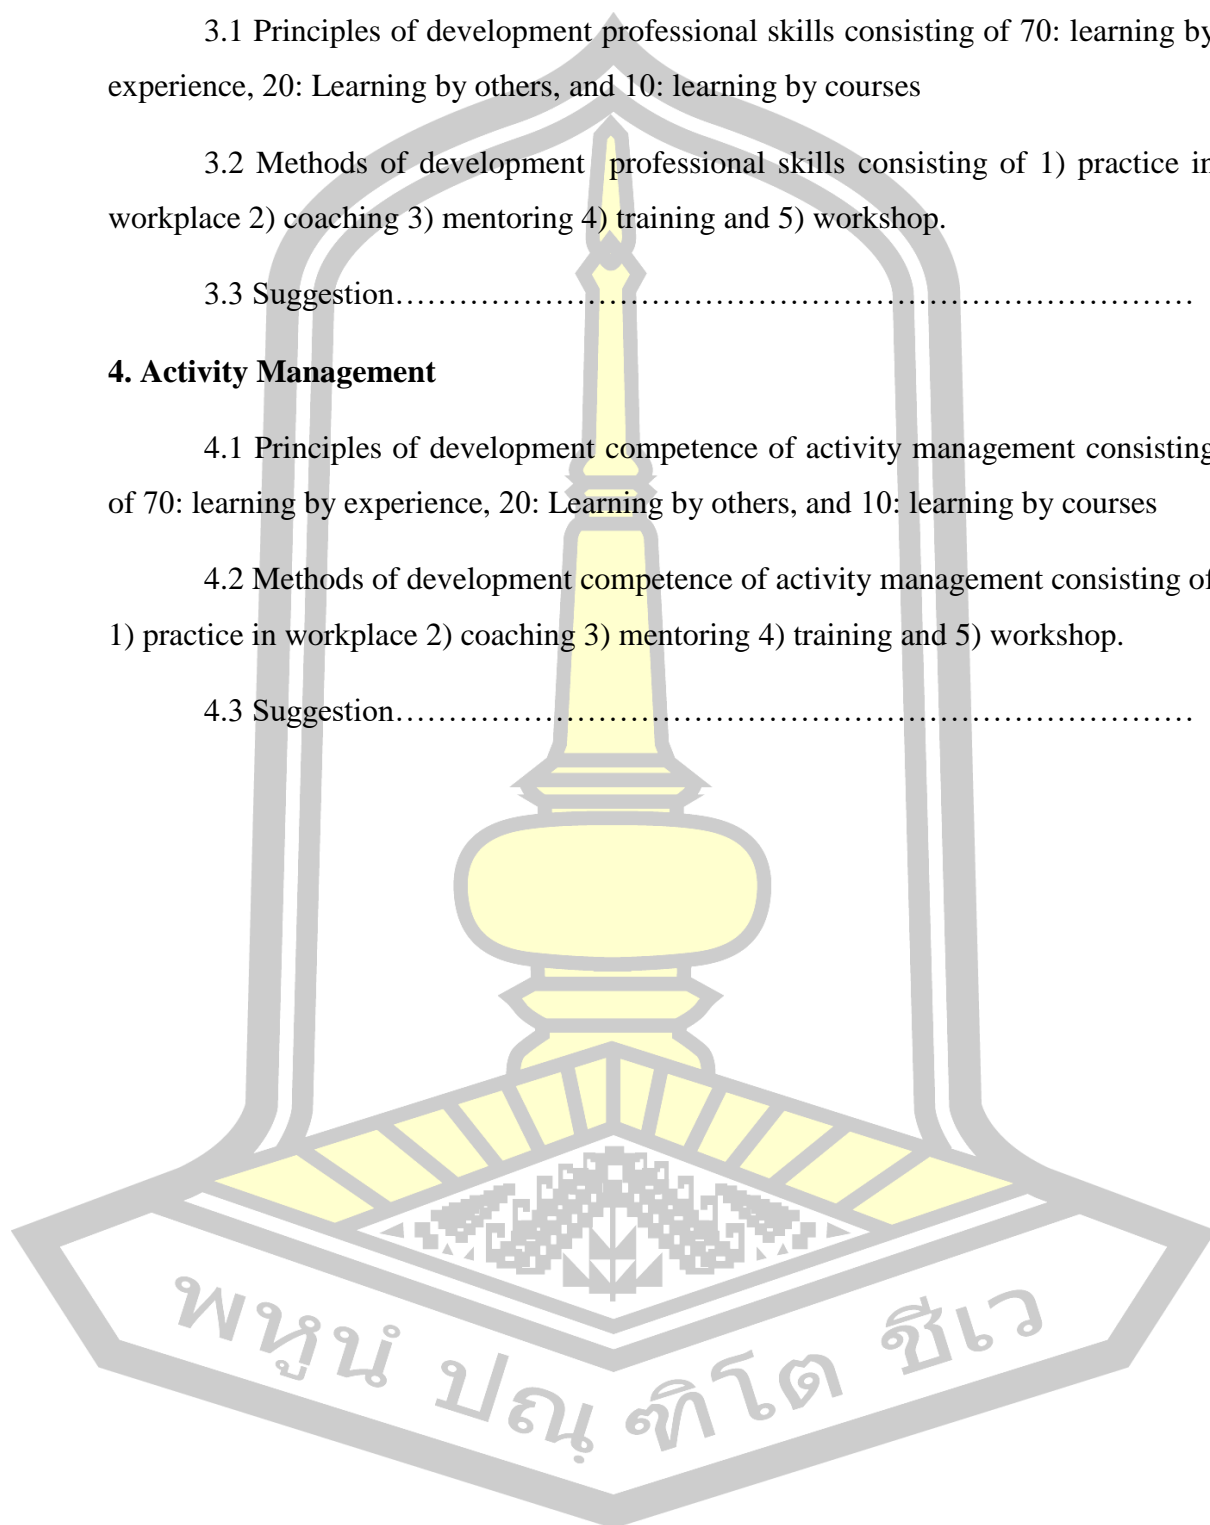 3.1 Principles of development professional skills consisting of 70: learning by
experience, 20: Learning by others, and 10: learning by courses
3.2 Methods of development professional skills consisting of 1) practice in
workplace 2) coaching 3) mentoring 4) training and 5) workshop.
3.3 Suggestion……………………………………………………………………
4. Activity Management
4.1 Principles of development competence of activity management consisting
of 70: learning by experience, 20: Learning by others, and 10: learning by courses
4.2 Methods of development competence of activity management consisting of
1) practice in workplace 2) coaching 3) mentoring 4) training and 5) workshop.
4.3 Suggestion……………………………………………………………………
พหูนํ ปณฺฑิโต ชีเว